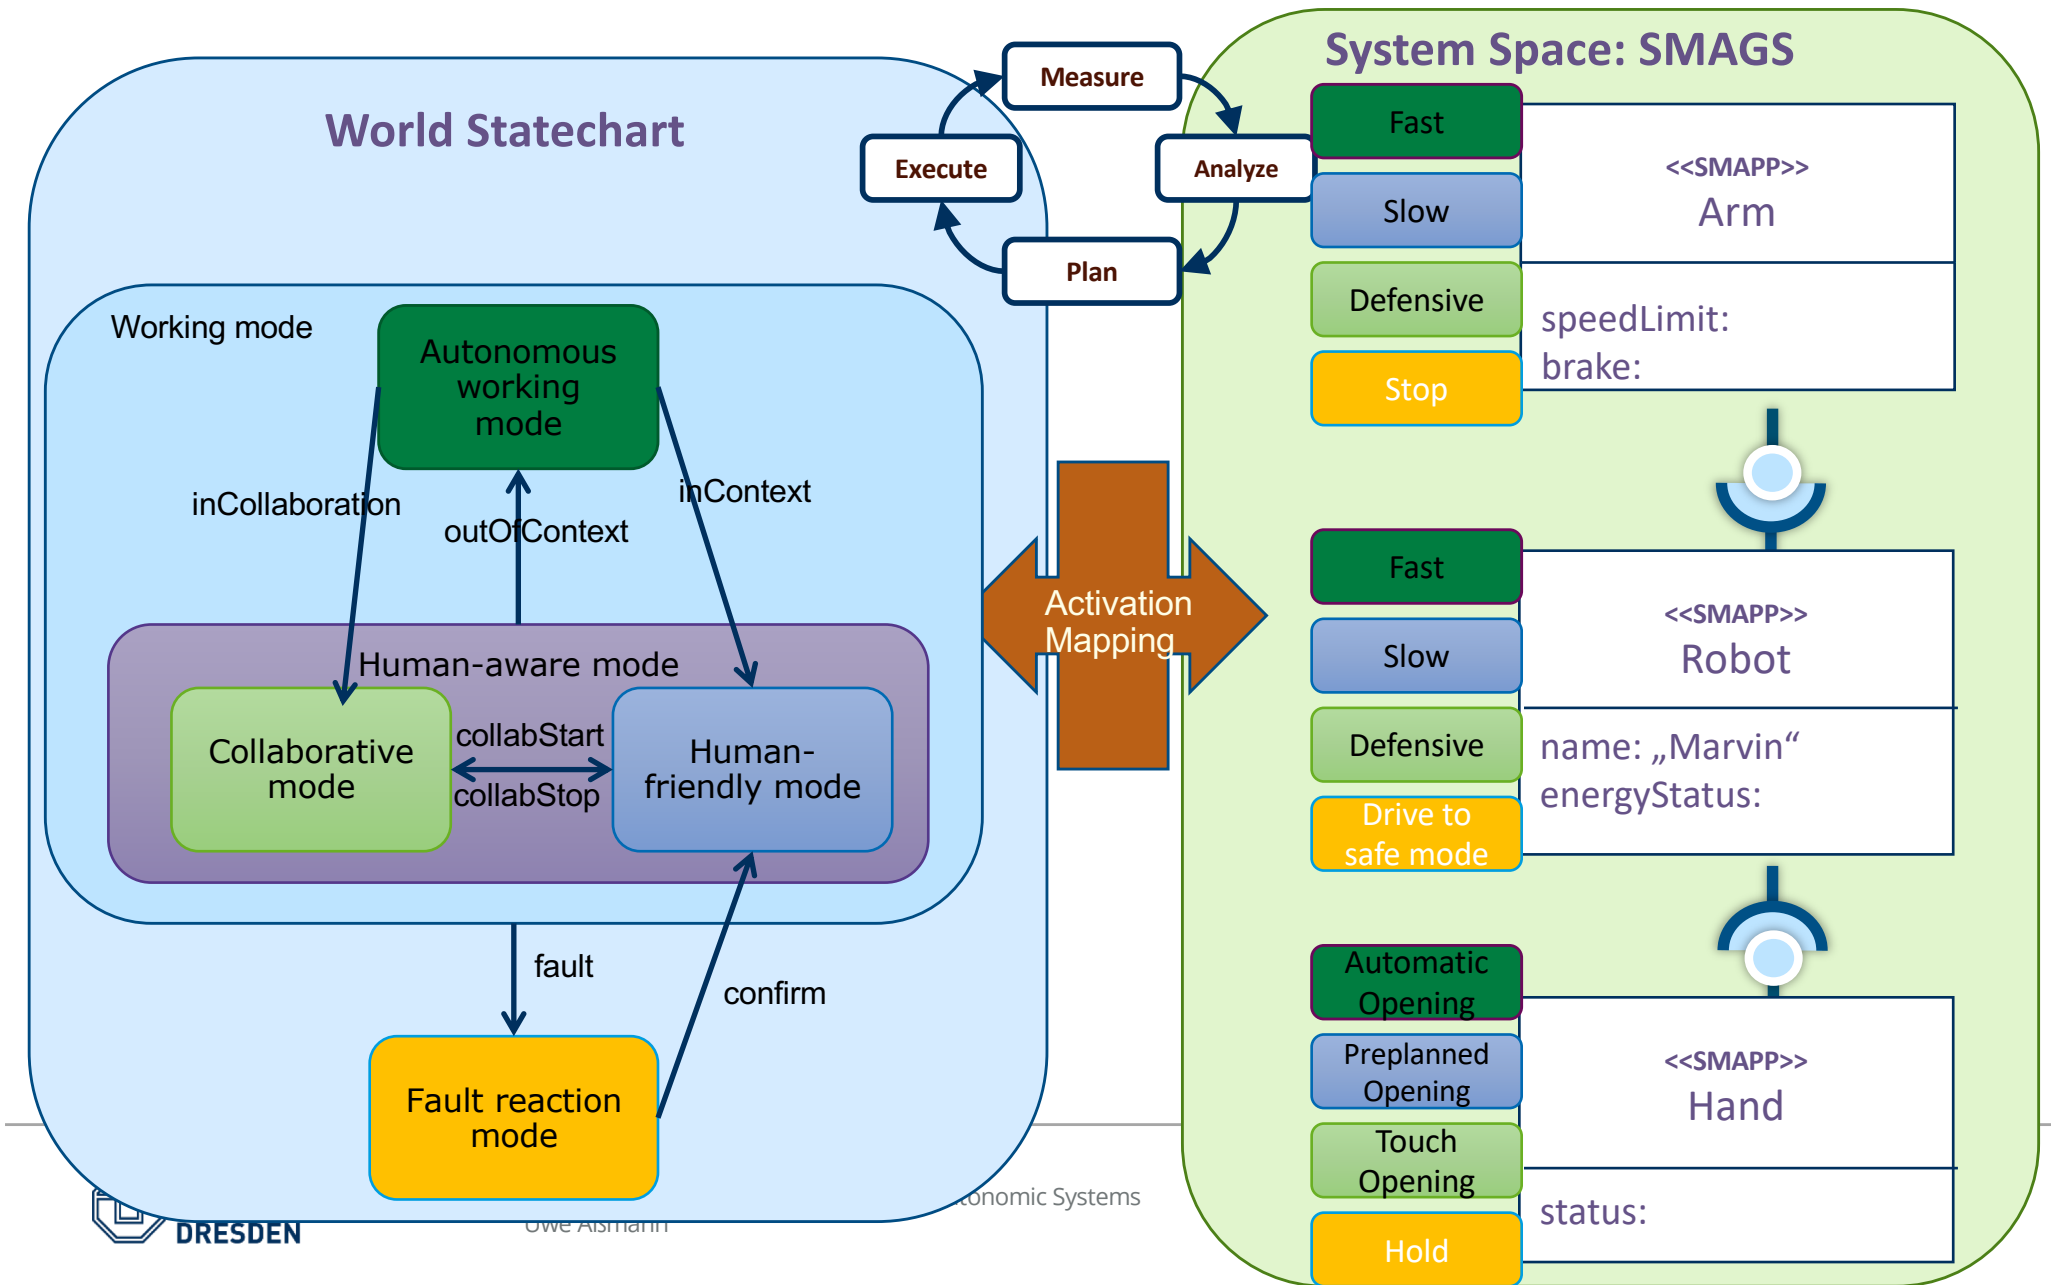 System Space: SMAGS
World Statechart
Measure
Execute
Analyze
Plan
Working mode
Autonomous
working
mode
inCollaboration
outOfContext
inContext
Human-aware mode
Collaborative
mode
collabStart
collabStop
Human-
friendly mode
fault
confirm
Fault reaction
mode
Activation
Mapping
Fast
Slow
Defensive
Stop
<<SMAPP>>
Arm
speedLimit:
brake:
Fast
Slow
Defensive
Drive to
safe mode
<<SMAPP>>
Robot
name: „Marvin“
energyStatus:
Automatic
Opening
Preplanned
Opening
Touch
Opening
Hold
<<SMAPP>>
Hand
status:
DRESDEN
tonomic Systems